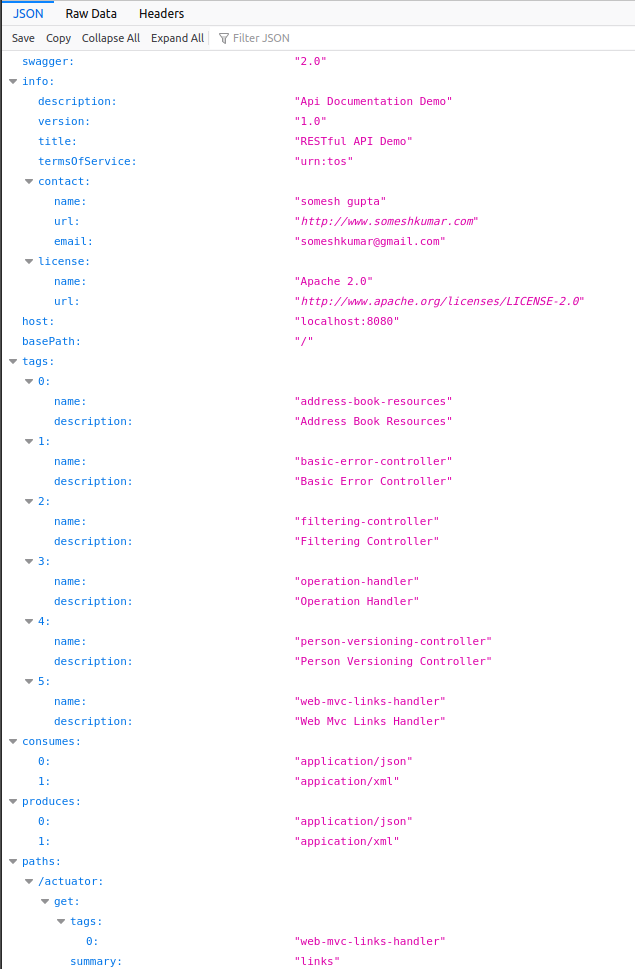 JSON Raw Data Headers
Save Copy Collapse All Expand All Filter JSON
swagger: "2.0"
info:
description: "Api Documentation Demo"
version: "1.0"
title: "RESTful API Demo"
termsOfService: "urn:tos"
contact:
name: "somesh gupta"
url: "http://www.someshkumar.com"
email: "someshkumar@gmail.com"
license:
name: "Apache 2.0"
url: "http://www.apache.org/licenses/LICENSE-2.0"
host: "localhost:8080"
basePath: "/"
tags:
0:
name: "address-book-resources"
description: "Address Book Resources"
1:
name: "basic-error-controller"
description: "Basic Error Controller"
2:
name: "filtering-controller"
description: "Filtering Controller"
3:
name: "operation-handler"
description: "Operation Handler"
4:
name: "person-versioning-controller"
description: "Person Versioning Controller"
5:
name: "web-mvc-links-handler"
description: "Web Mvc Links Handler"
consumes:
0: "application/json"
1: "appication/xml"
produces:
0: "application/json"
1: "appication/xml"
paths:
/actuator:
get:
tags:
0: "web-mvc-links-handler"
summary: "links"